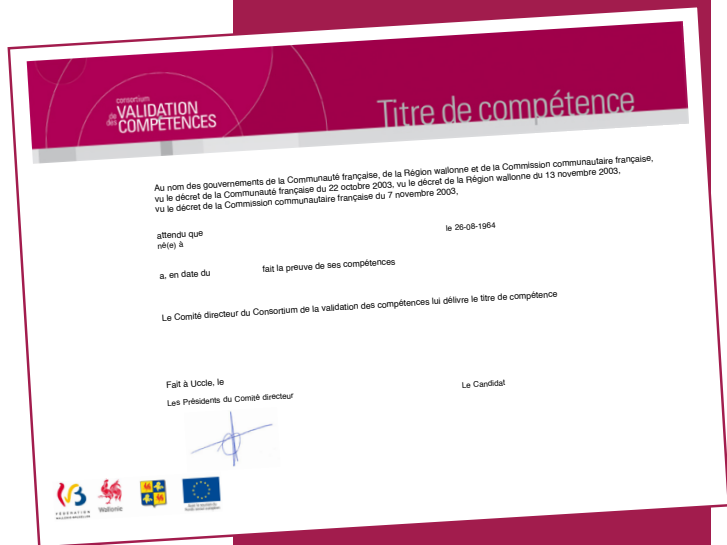 consortium
de VALIDATION
des COMPÉTENCES
Titre de compétence
Au nom des gouvernements de la Communauté française, de la Région wallonne et de la Commission communautaire française,
vu le décret de la Communauté française du 22 octobre 2003, vu le décret de la Région wallonne du 13 novembre 2003,
vu le décret de la Commission communautaire française du 7 novembre 2003,
attendu que
né(e) à le 26-08-1964
a, en date du fait la preuve de ses compétences
Le Comité directeur du Consortium de la validation des compétences lui délivre le titre de compétence
Fait à Uccle, le
Les Présidents du Comité directeur
Le Candidat
FÉDÉRATION
WALLONIE-BRUXELLES
Wallonie